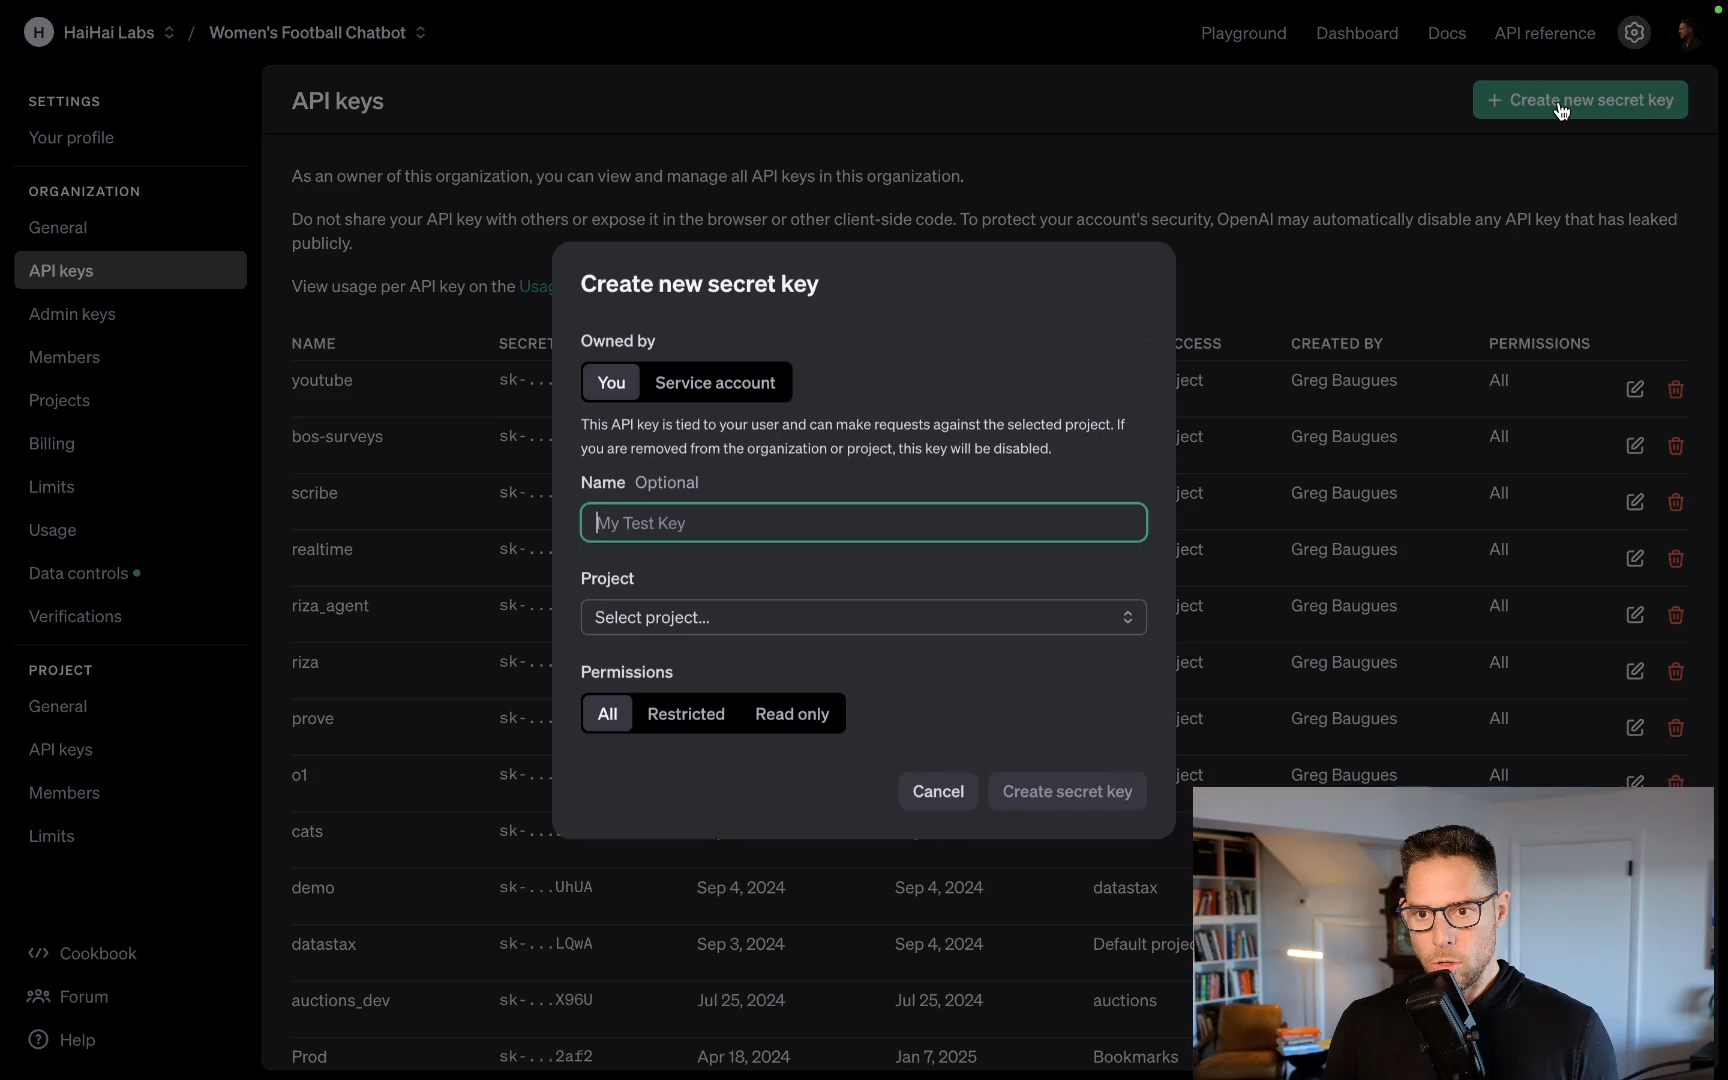 H HaiHai Labs / Women's Football Chatbot
Playground Dashboard Docs API reference
SETTINGS
Your profile
ORGANIZATION
General
API keys
Admin keys
Members
Projects
Billing
Limits
Usage
Data controls
Verifications
PROJECT
General
API keys
Members
Limits
Cookbook
Forum
Help
API keys
+ Create new secret key
As an owner of this organization, you can view and manage all API keys in this organization.
Do not share your API key with others or expose it in the browser or other client-side code. To protect your account's security, OpenAI may automatically disable any API key that has leaked
publicly.
View usage per API key on the Usag
NAME SECRET CCESS CREATED BY PERMISSIONS
youtube sk-... ject Greg Baugues All
bos-surveys sk-... ject Greg Baugues All
scribe sk-... ject Greg Baugues All
realtime sk-... ject Greg Baugues All
riza_agent sk-... ject Greg Baugues All
riza sk-... ject Greg Baugues All
prove sk-... ject Greg Baugues All
o1 sk-... ject Greg Baugues All
cats sk-...
demo sk-...UhUA Sep 4, 2024 Sep 4, 2024 datastax
datastax sk-...LQwA Sep 3, 2024 Sep 4, 2024 Default projec
auctions_dev sk-...X96U Jul 25, 2024 Jul 25, 2024 auctions
Prod sk-...2af2 Apr 18, 2024 Jan 7, 2025 Bookmarks
Create new secret key
Owned by
You Service account
This API key is tied to your user and can make requests against the selected project. If
you are removed from the organization or project, this key will be disabled.
Name Optional
My Test Key
Project
Select project...
Permissions
All Restricted Read only
Cancel Create secret key